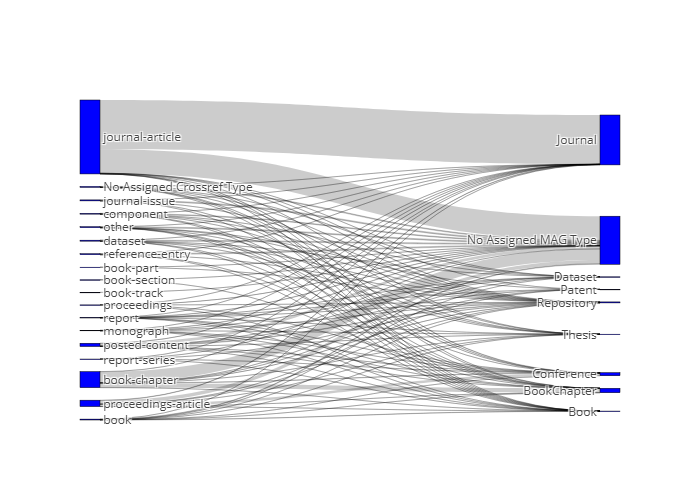 journal-article
No Assigned Crossref Type
journal-issue
component
other
dataset
reference-entry
book-part
book-section
book-track
proceedings
report
monograph
posted-content
report-series
book-chapter
proceedings-article
book
Journal
No Assigned MAG Type
Dataset
Patent
Repository
Thesis
Conference
BookChapter
Book